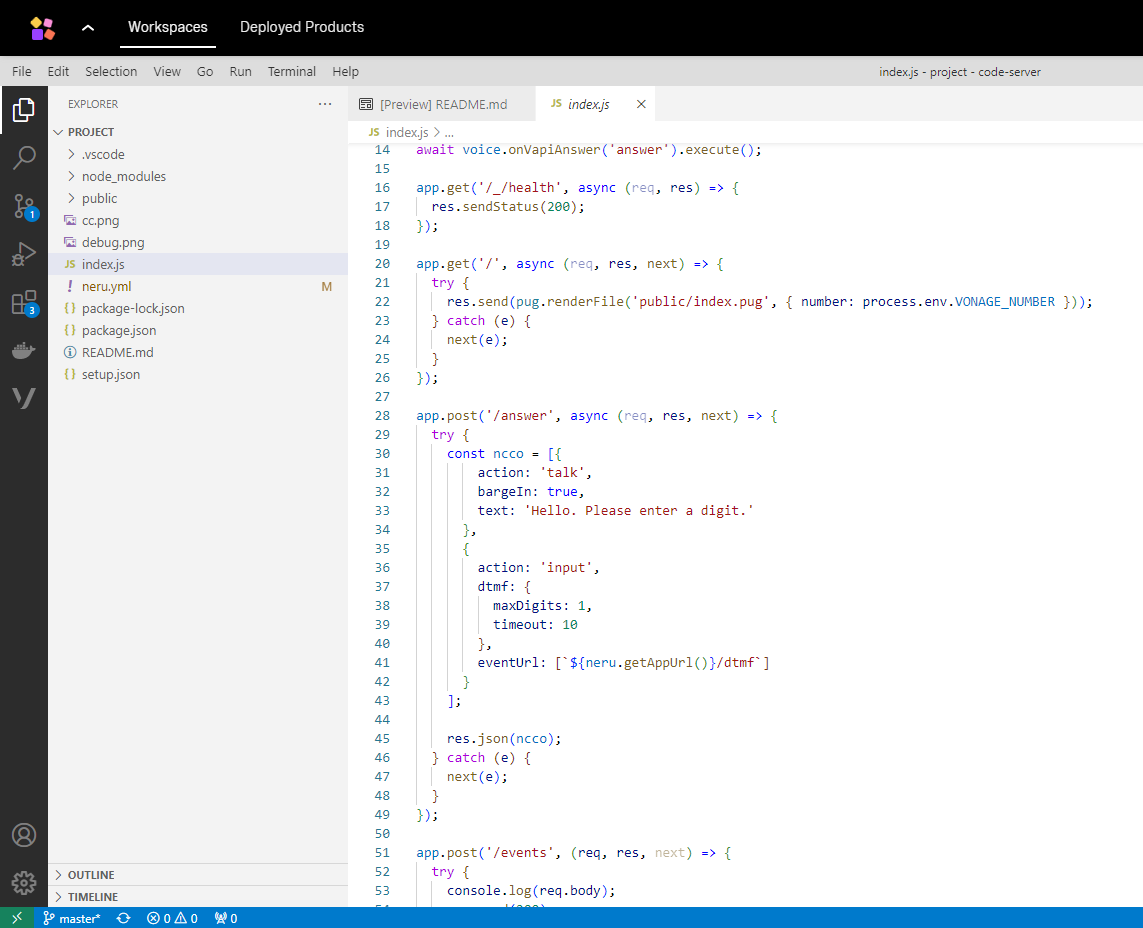 Workspaces Deployed Products
File Edit Selection View Go Run Terminal Help index.js - project - code-server
EXPLORER ···
PROJECT
.vscode
node_modules
public
cc.png
debug.png
JS index.js
! neru.yml M
{} package-lock.json
{} package.json
README.md
{} setup.json
OUTLINE
TIMELINE
1
3
[Preview] README.md JS index.js
JS index.js > ...
14 await voice.onVapiAnswer('answer').execute();
15
16 app.get('/_/health', async (req, res) => {
17 res.sendStatus(200);
18 });
19
20 app.get('/', async (req, res, next) => {
21 try {
22 res.send(pug.renderFile('public/index.pug', { number: process.env.VONAGE_NUMBER }));
23 } catch (e) {
24 next(e);
25 }
26 });
27
28 app.post('/answer', async (req, res, next) => {
29 try {
30 const ncco = [{
31 action: 'talk',
32 bargeIn: true,
33 text: 'Hello. Please enter a digit.'
34 },
35 {
36 action: 'input',
37 dtmf: {
38 maxDigits: 1,
39 timeout: 10
40 },
41 eventUrl: [`${neru.getAppUrl()}/dtmf`]
42 }
43 ];
44
45 res.json(ncco);
46 } catch (e) {
47 next(e);
48 }
49 });
50
51 app.post('/events', (req, res, next) => {
52 try {
53 console.log(req.body);
master* 0 0 0